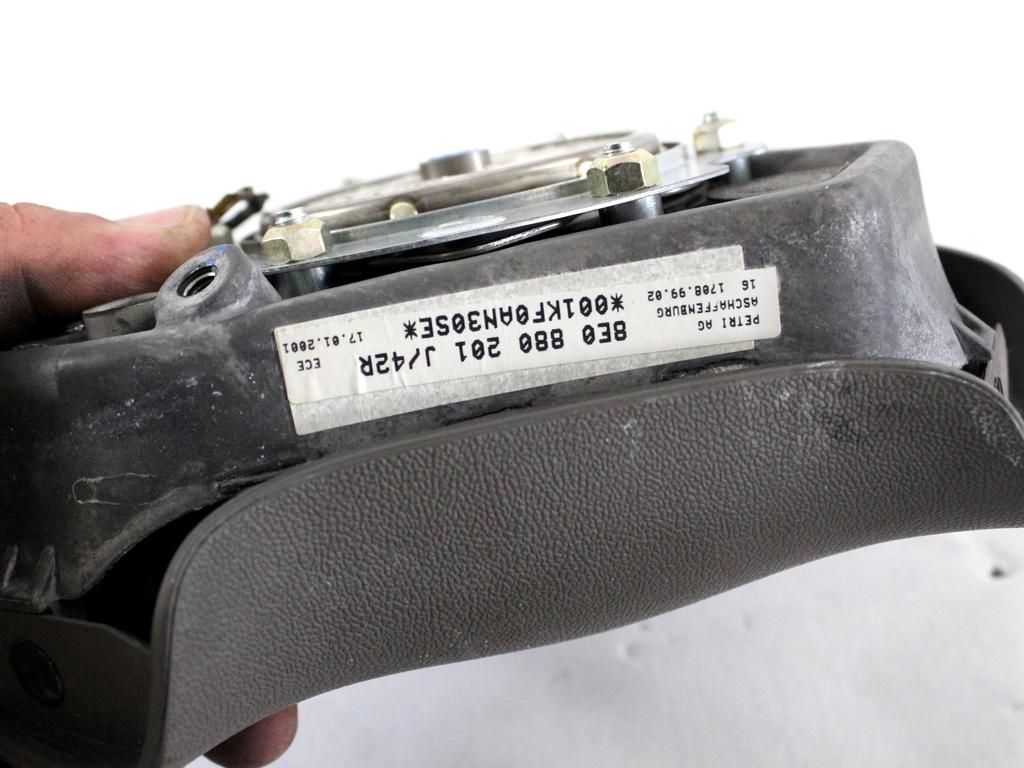 PETRI AG
ASCHAFFENBURG
16 1708.99.02
8E0 880 201 J/42R
*001KF0AN30SE*
ECE
17.01.2001